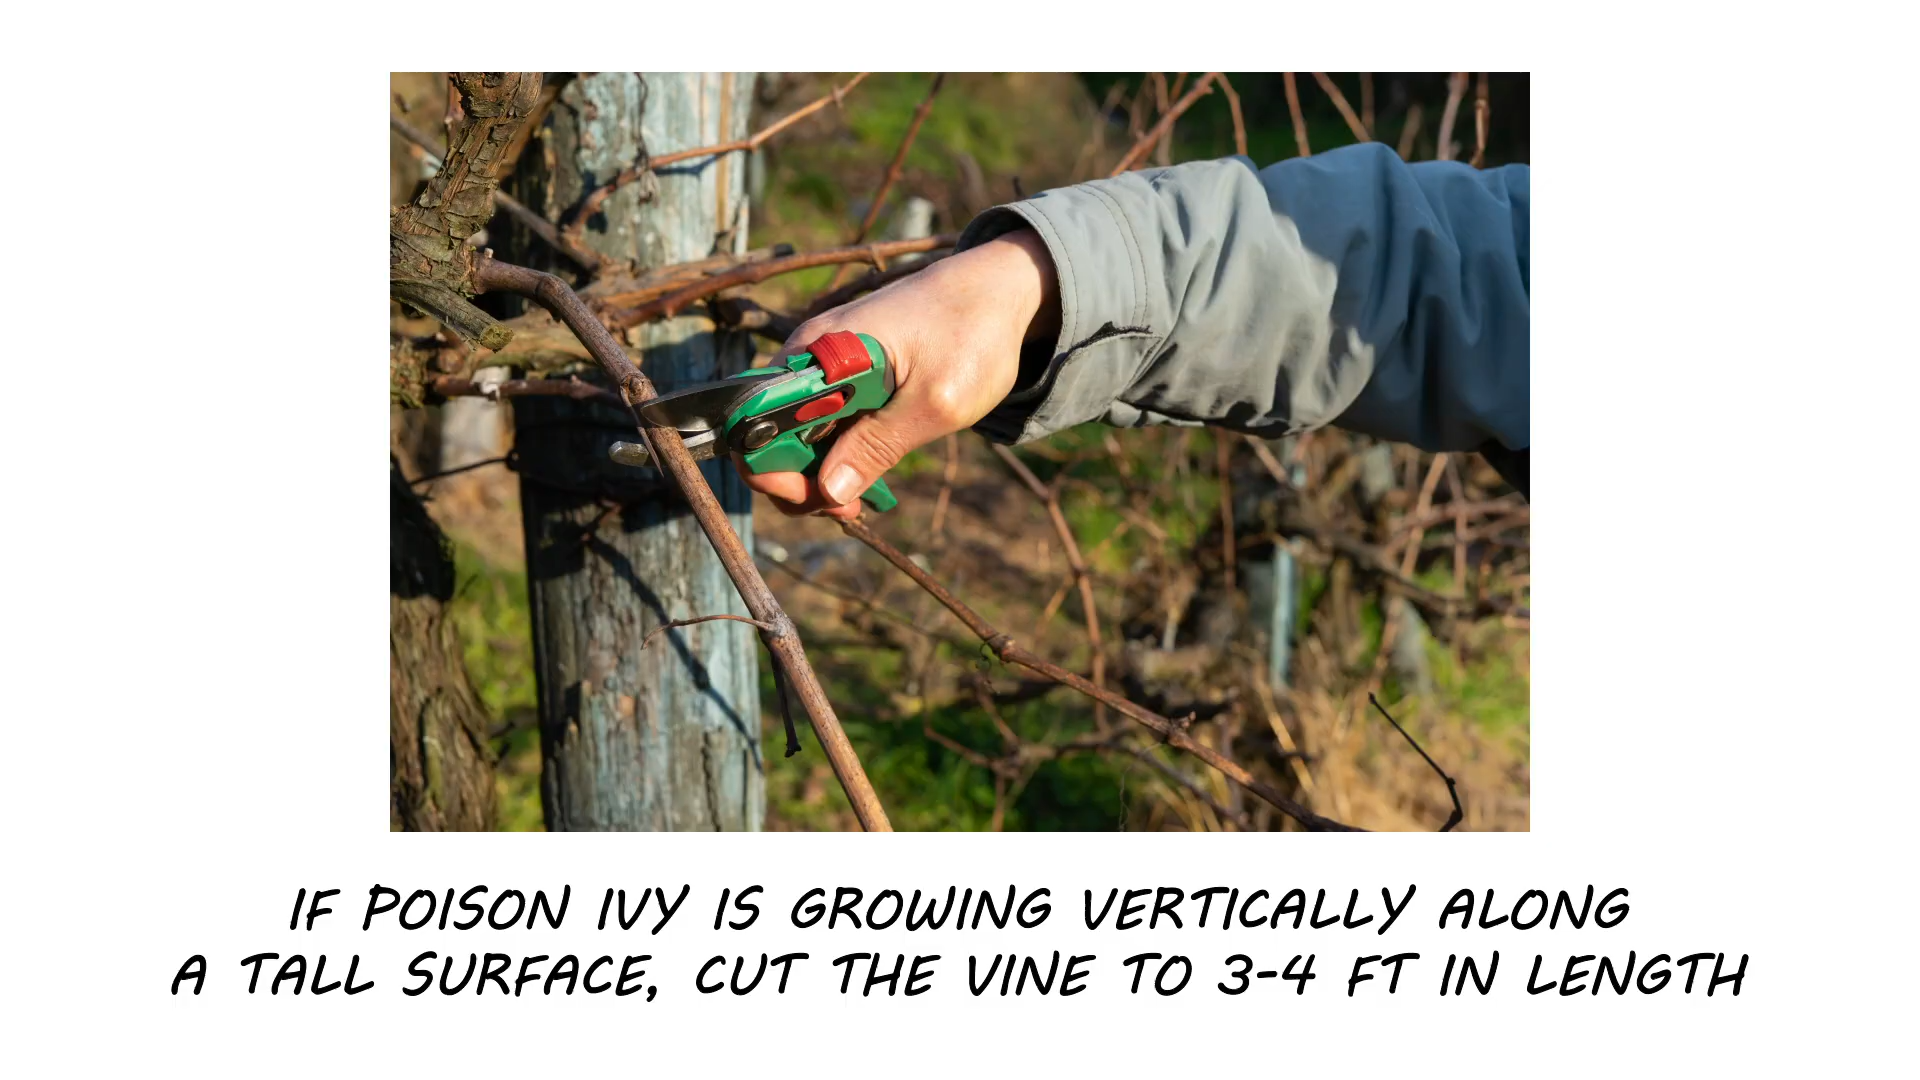 IF POISON IVY IS GROWING VERTICALLY ALONG
A TALL SURFACE, CUT THE VINE TO 3-4 FT IN LENGTH